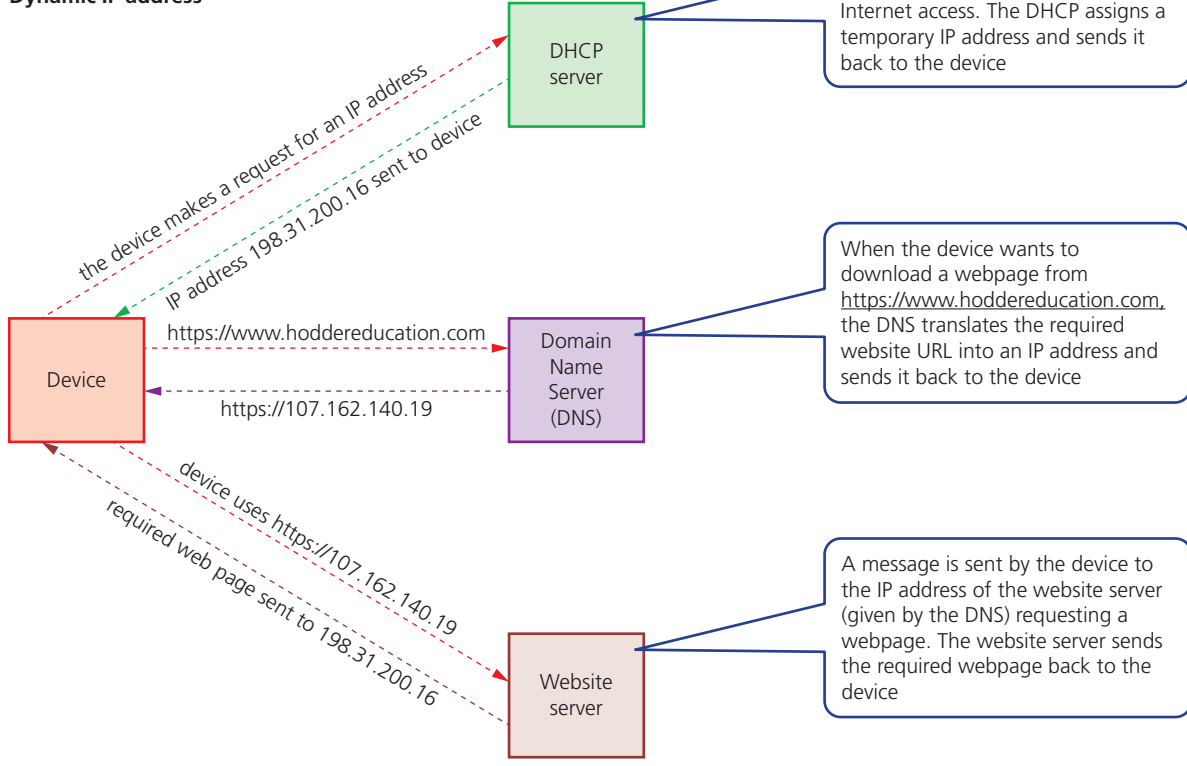 Dynamic IP address
Internet access. The DHCP assigns a
temporary IP address and sends it
back to the device
DHCP
server
the device makes a request for an IP address
IP address 198.31.200.16 sent to device
When the device wants to
download a webpage from
https://www.hoddereducation.com,
the DNS translates the required
website URL into an IP address and
sends it back to the device
https://www.hoddereducation.com
Device
Domain
Name
Server
(DNS)
https://107.162.140.19
device uses https://107.162.140.19
required web page sent to 198.31.200.16
A message is sent by the device to
the IP address of the website server
(given by the DNS) requesting a
webpage. The website server sends
the required webpage back to the
device
Website
server